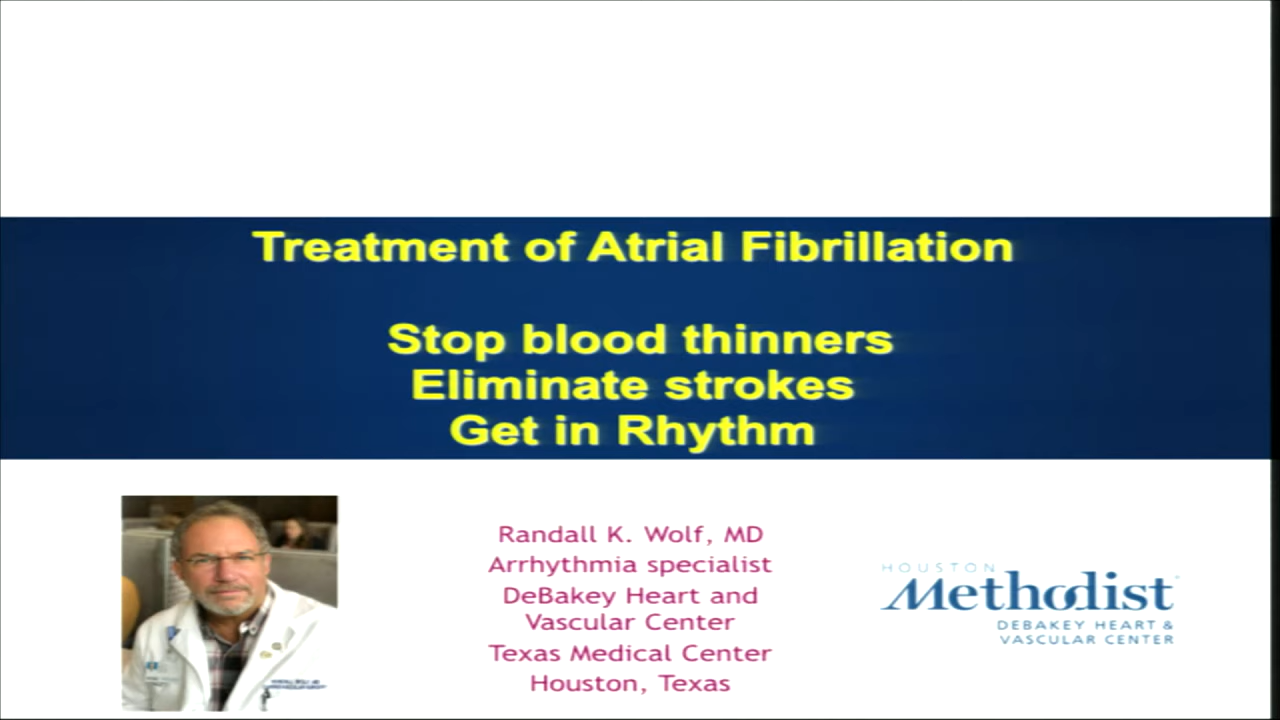 Treatment of Atrial Fibrillation
Stop blood thinners
Eliminate strokes
Get in Rhythm
Randall K. Wolf, MD
Arrhythmia specialist
DeBakey Heart and
Vascular Center
Texas Medical Center
Houston, Texas
HOUSTON
Methodist
DEBAKEY HEART &
VASCULAR CENTER